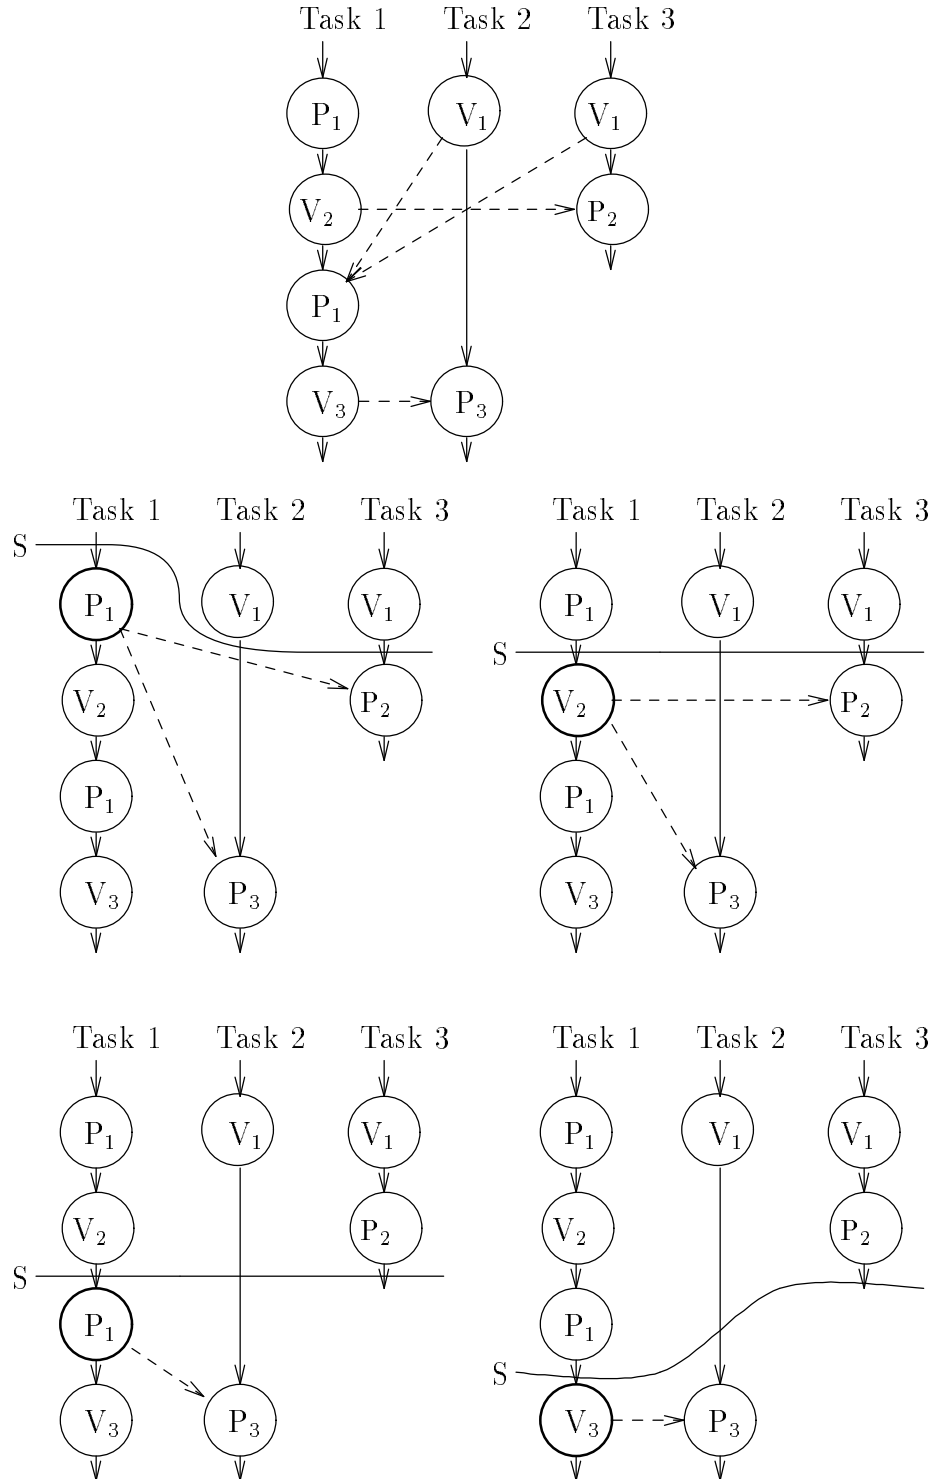 Task 1 Task 2 Task 3
P₁ V₁ V₁
V₂ P₂
P₁
V₃ P₃
Task 1 Task 2 Task 3
S
P₁ V₁ V₁
V₂ P₂
P₁
V₃ P₃
Task 1 Task 2 Task 3
P₁ V₁ V₁
S
V₂ P₂
P₁
V₃ P₃
Task 1 Task 2 Task 3
P₁ V₁ V₁
V₂ P₂
S
P₁
V₃ P₃
Task 1 Task 2 Task 3
P₁ V₁ V₁
V₂ P₂
P₁
S
V₃ P₃